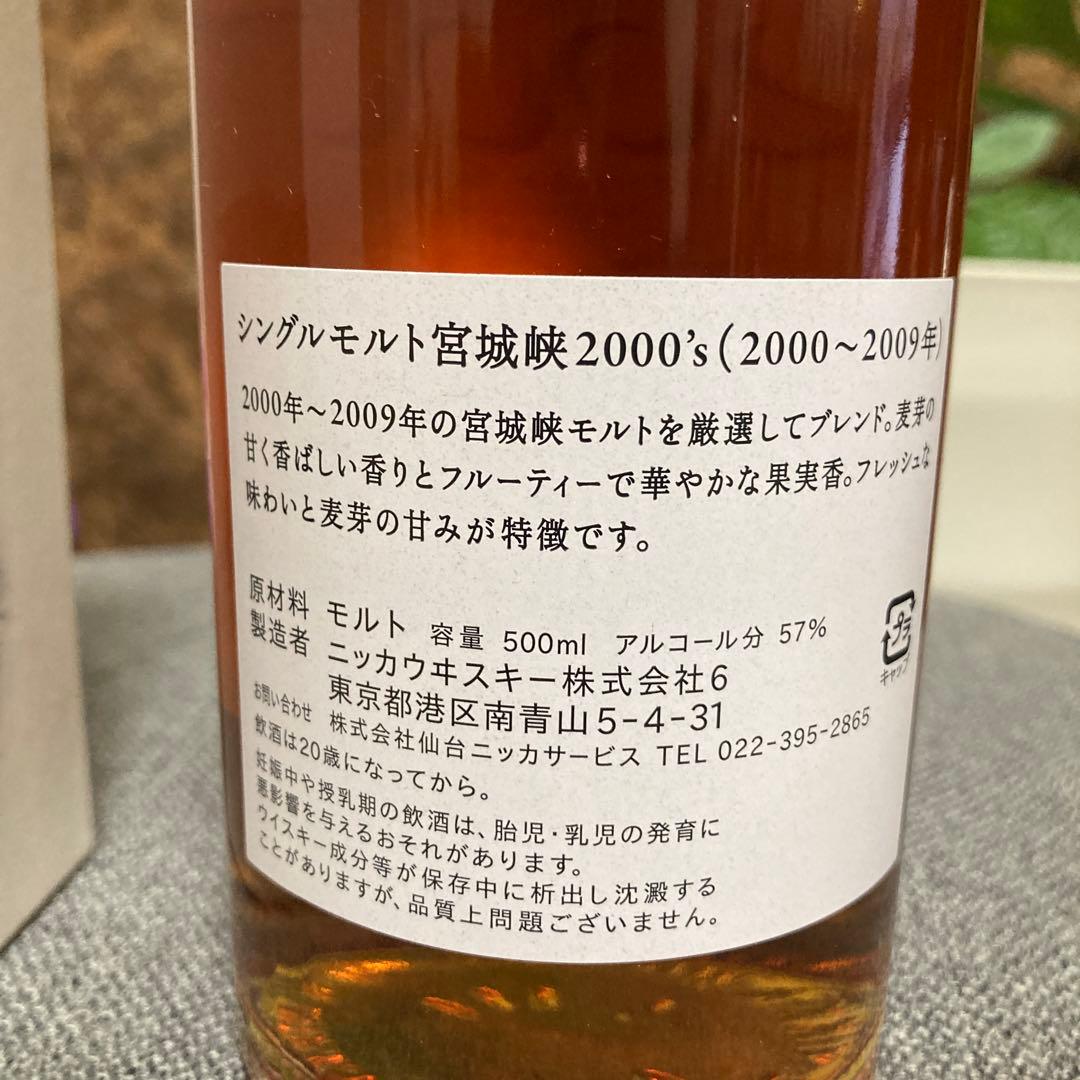 シングルモルト宮城峡2000's(2000～2009年)
2000年～2009年の宮城峡モルトを厳選してブレンド。麦芽の
甘く香ばしい香りとフルーティーで華やかな果実香。フレッシュな
味わいと麦芽の甘みが特徴です。
原材料 モルト 容量 500ml アルコール分 57%
製造者 ニッカウヰスキー株式会社6
東京都港区南青山5-4-31
お問い合わせ 株式会社仙台ニッカサービス TEL 022-395-2865
飲酒は20歳になってから。
妊娠中や授乳期の飲酒は、胎児・乳児の発育に
悪影響を与えるおそれがあります。
ウイスキー成分等が保存中に析出し沈澱する
ことがありますが、品質上問題ございません。
プラ
キャップ